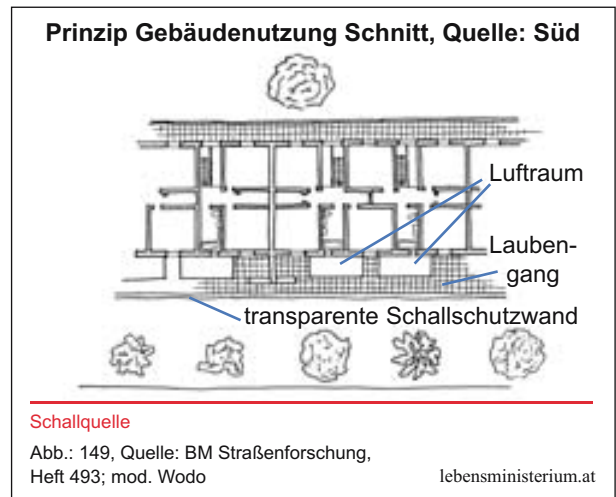 Prinzip Gebäudenutzung Schnitt, Quelle: Süd
Luftraum
Lauben-
gang
transparente Schallschutzwand
Schallquelle
Abb.: 149, Quelle: BM Straßenforschung,
Heft 493; mod. Wodo
lebensministerium.at